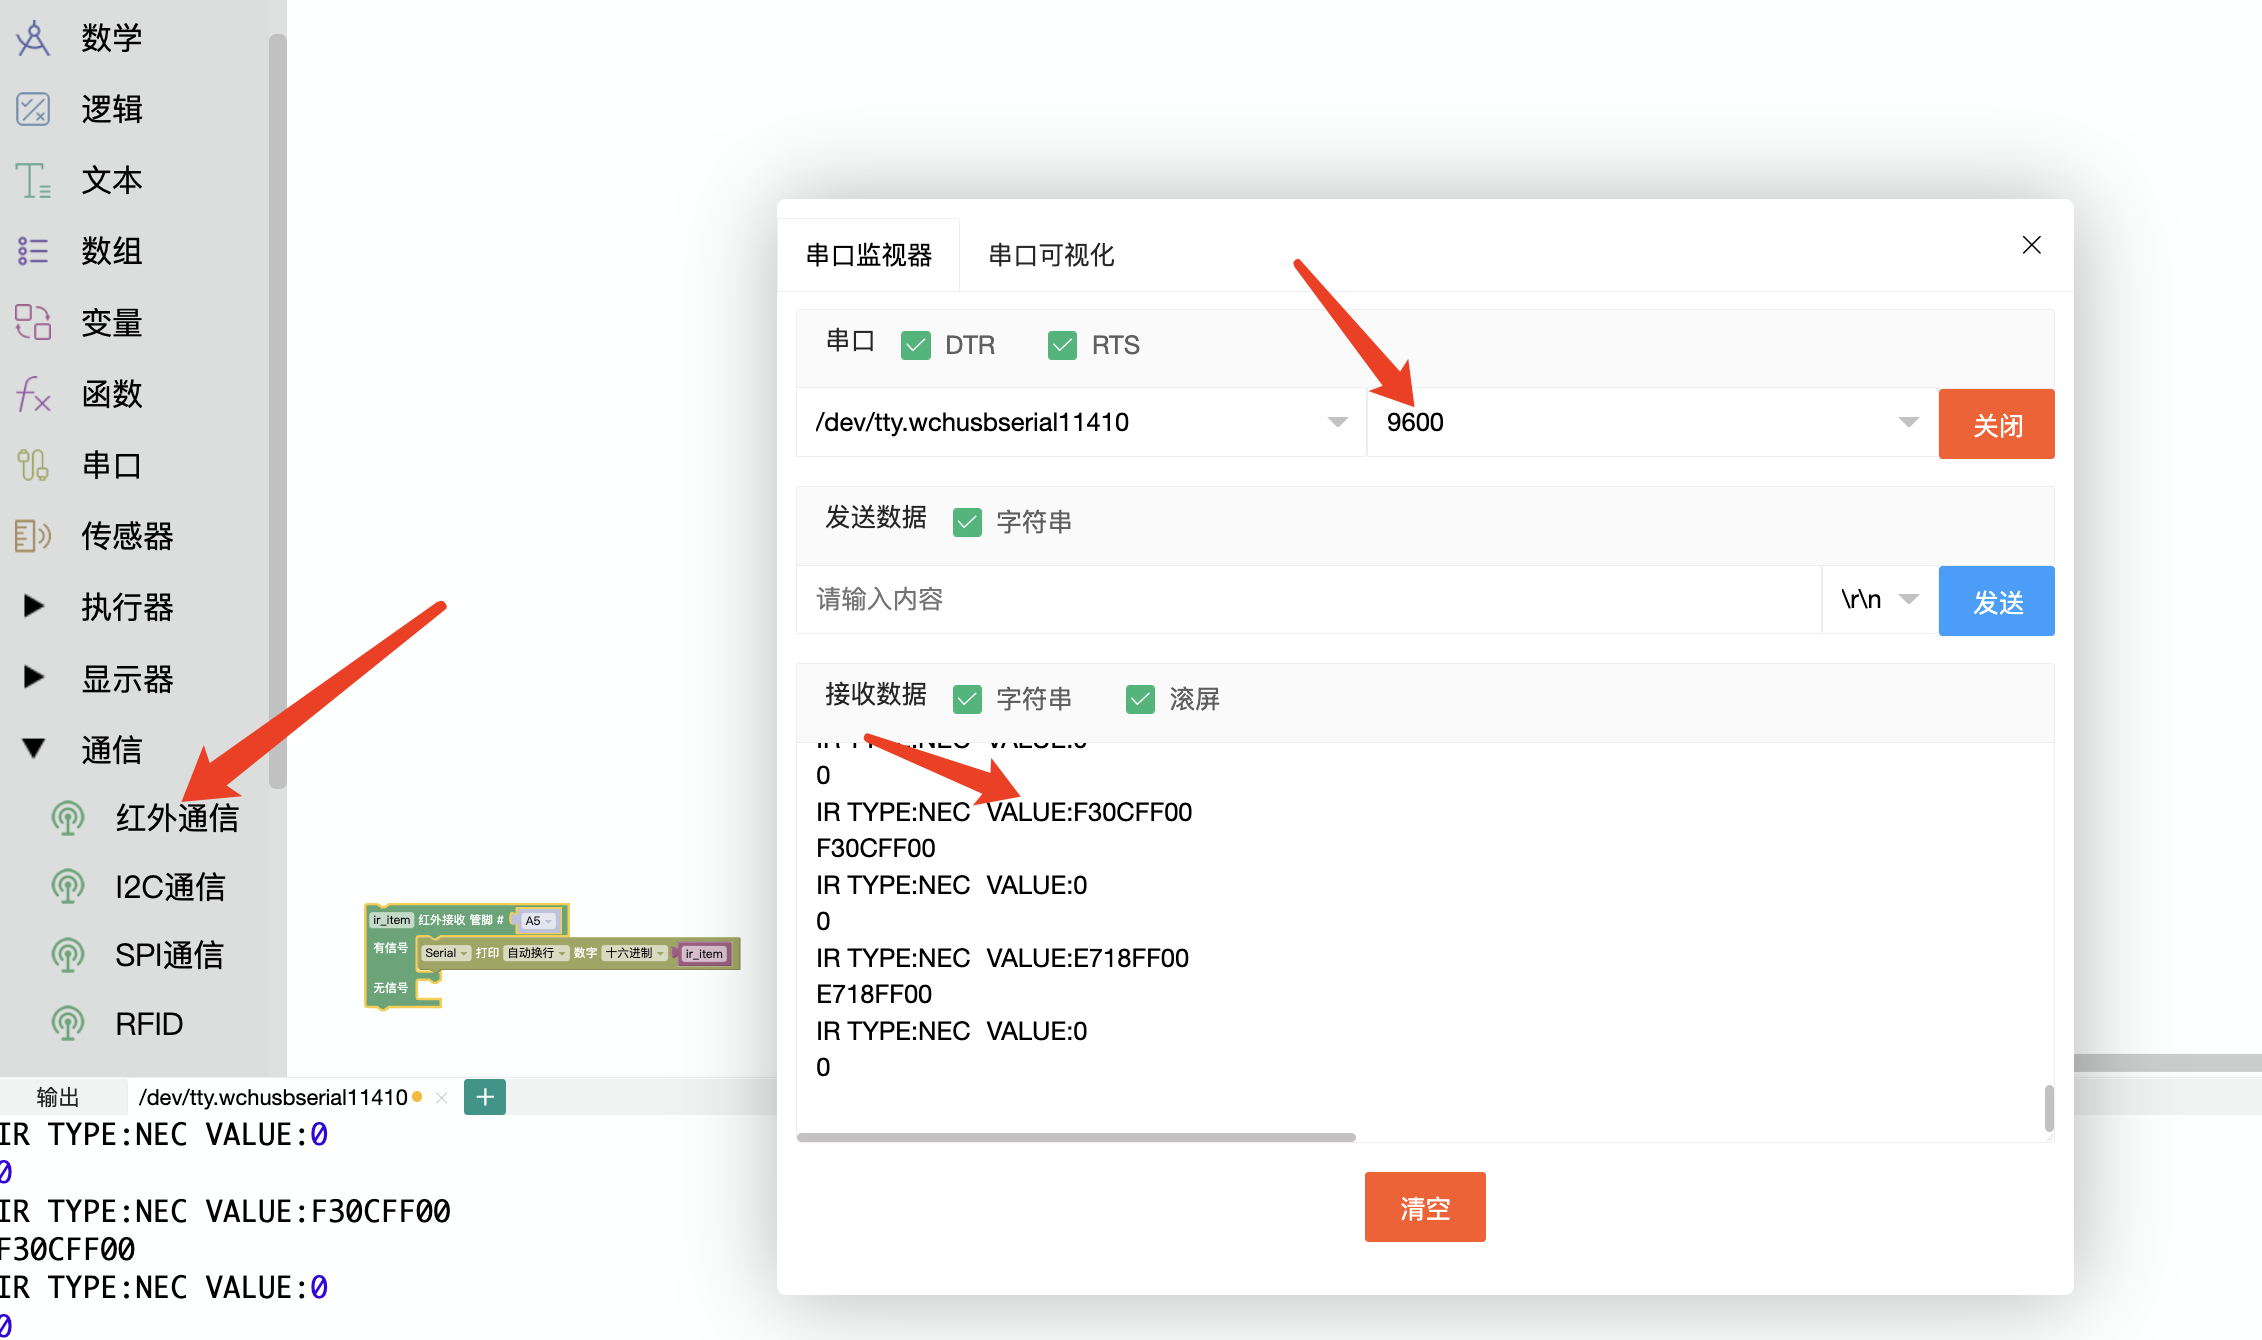 数学
逻辑
文本
数组
变量
函数
串口
传感器
执行器
显示器
通信
红外通信
I2C通信
SPI通信
RFID
ir_item 红外接收 管脚 # A5
有信号 Serial 打印 自动换行 数字 十六进制 ir_item
无信号
串口监视器 串口可视化
串口 DTR RTS
/dev/tty.wchusbserial11410 9600 关闭
发送数据 字符串
请输入内容 \r\n 发送
接收数据 字符串 滚屏
IR TYPE:NEC VALUE:0
0
IR TYPE:NEC VALUE:F30CFF00
F30CFF00
IR TYPE:NEC VALUE:0
0
IR TYPE:NEC VALUE:E718FF00
E718FF00
IR TYPE:NEC VALUE:0
0
清空
输出 /dev/tty.wchusbserial11410
IR TYPE:NEC VALUE:0
0
IR TYPE:NEC VALUE:F30CFF00
F30CFF00
IR TYPE:NEC VALUE:0
0